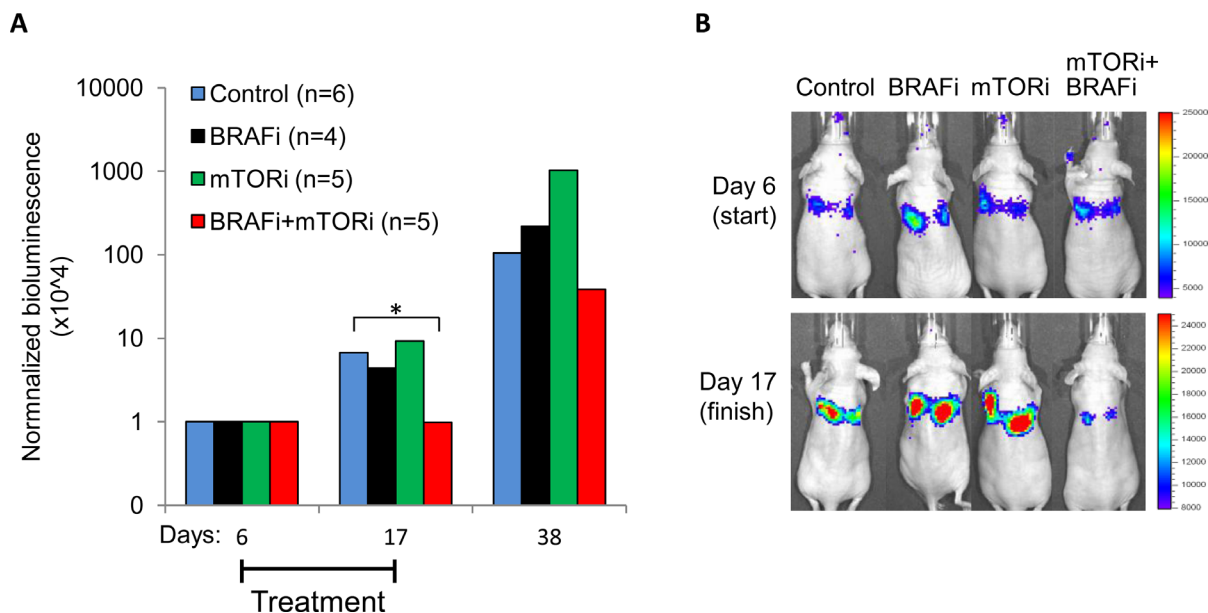 A
Normnalized bioluminescence
(x10^4)
10000
1000
100
10
1
0
Control (n=6)
BRAFi (n=4)
mTORi (n=5)
BRAFi+mTORi (n=5)
*
Days: 6 17 38
Treatment
B
Control BRAFi mTORi mTORi+
BRAFi
Day 6
(start)
25000
20000
15000
10000
5000
Day 17
(finish)
24000
22000
20000
18000
16000
14000
12000
10000
8000